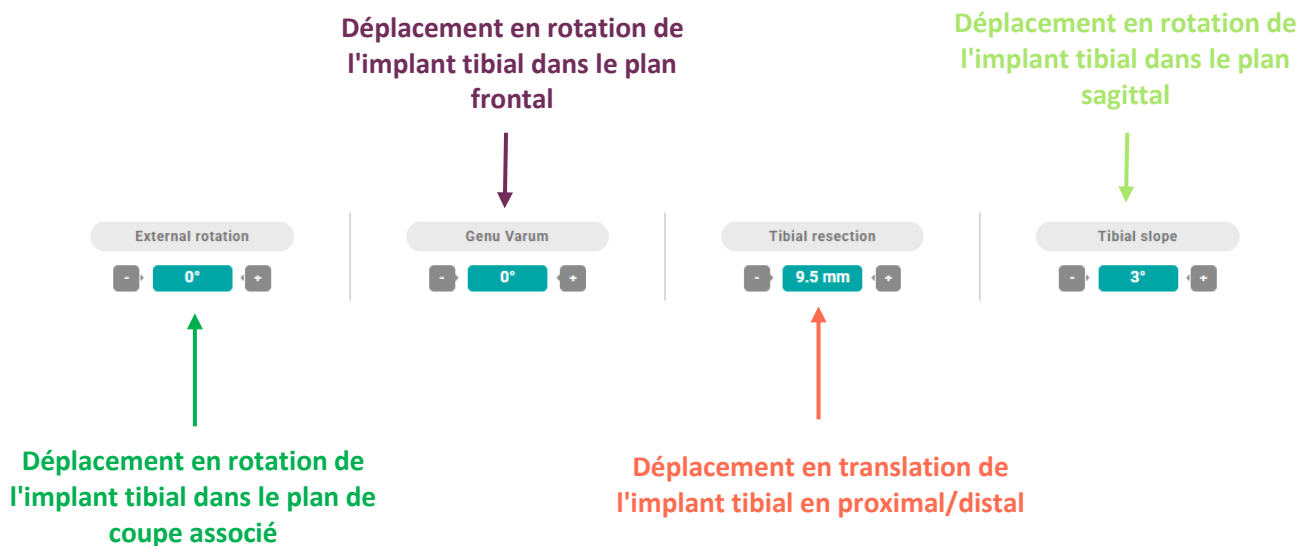 Déplacement en rotation de
l'implant tibial dans le plan
frontal
Déplacement en rotation de
l'implant tibial dans le plan
sagittal
External rotation
- 0° +
Genu Varum
- 0° +
Tibial resection
- 9.5 mm +
Tibial slope
- 3° +
Déplacement en rotation de
l'implant tibial dans le plan de
coupe associé
Déplacement en translation de
l'implant tibial en proximal/distal